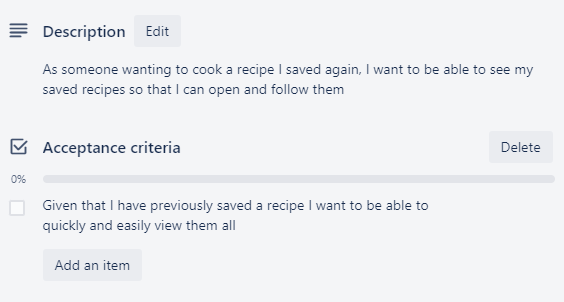 Description Edit
As someone wanting to cook a recipe I saved again, I want to be able to see my
saved recipes so that I can open and follow them
Acceptance criteria Delete
0%
Given that I have previously saved a recipe I want to be able to
quickly and easily view them all
Add an item